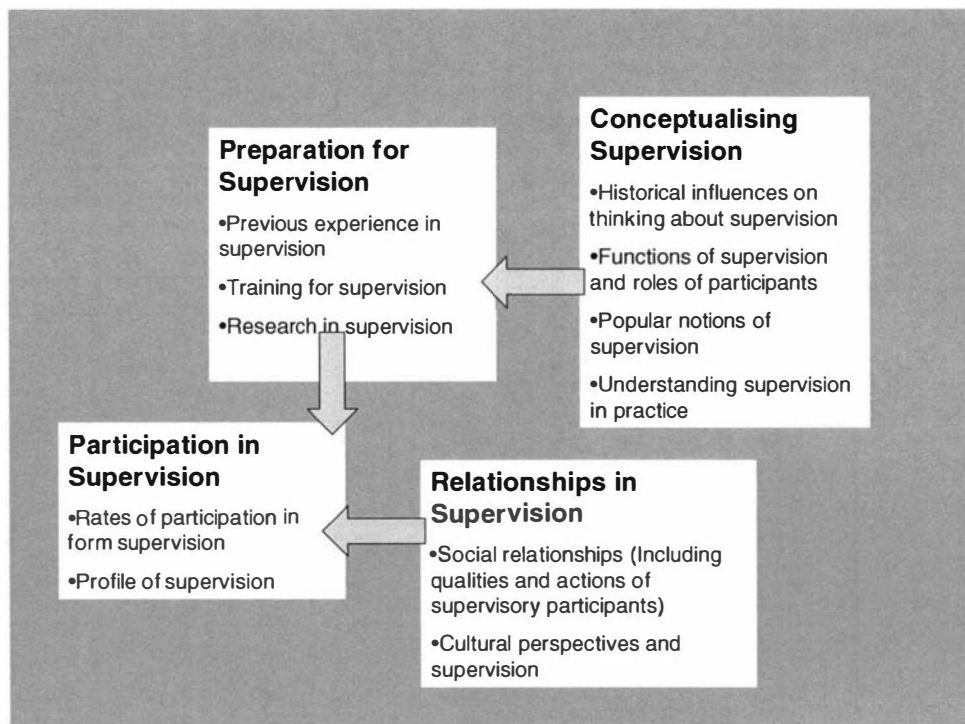 Preparation for
Supervision
•Previous experience in
supervision
•Training for supervision
•Research in supervision
Conceptualising
Supervision
•Historical influences on
thinking about supervision
•Functions of supervision
and roles of participants
•Popular notions of
supervision
•Understanding supervision
in practice
Participation in
Supervision
•Rates of participation in
form supervision
•Profile of supervision
Relationships in
Supervision
•Social relationships (Including
qualities and actions of
supervisory participants)
•Cultural perspectives and
supervision